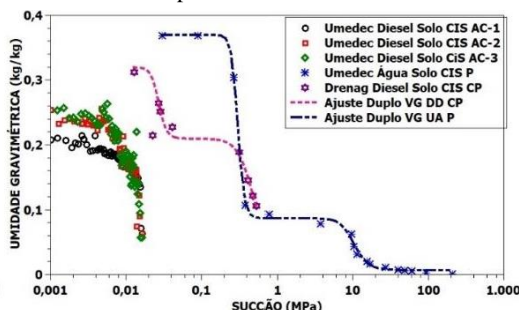 Umedec Diesel Solo CIS AC-1
Umedec Diesel Solo CIS AC-2
Umedec Diesel Solo CiS AC-3
Umedec Água Solo CIS P
Drenag Diesel Solo CIS CP
Ajuste Duplo VG DD CP
Ajuste Duplo VG UA P
UMIDADE GRAVIMÉTRICA (kg/kg)
0,4
0,3
0,2
0,1
0
0,001 0,01 0,1 1 10 100 1.000
SUCCÃO (MPa)